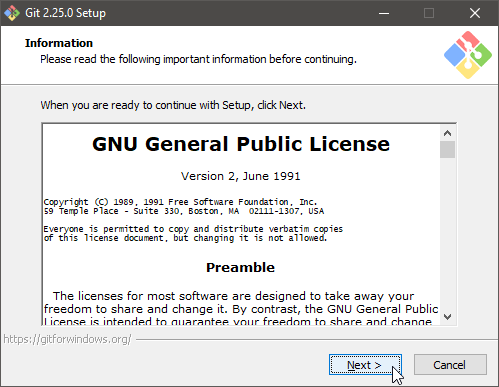 Git 2.25.0 Setup
Information
Please read the following important information before continuing.
When you are ready to continue with Setup, click Next.
GNU General Public License
Version 2, June 1991
Copyright (C) 1989, 1991 Free Software Foundation, Inc.
59 Temple Place - Suite 330, Boston, MA  02111-1307, USA
Everyone is permitted to copy and distribute verbatim copies
of this license document, but changing it is not allowed.
Preamble
The licenses for most software are designed to take away your
freedom to share and change it. By contrast, the GNU General Public
License is intended to guarantee your freedom to share and change
https://gitforwindows.org/
Next >
Cancel